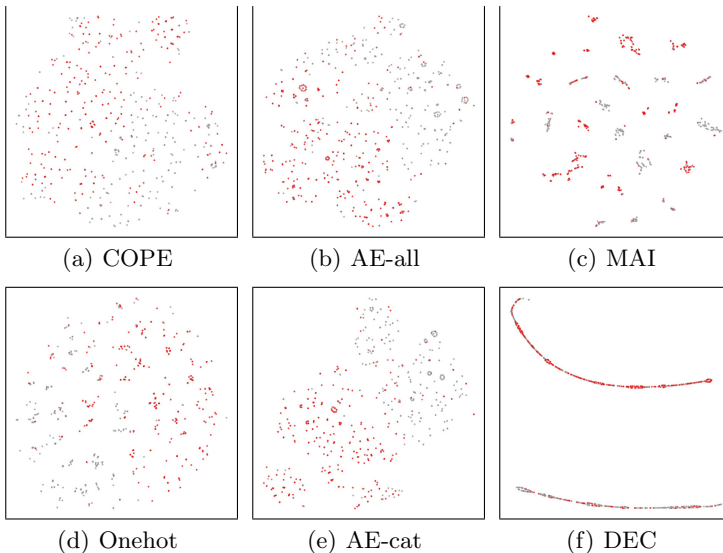 (a) COPE
(b) AE-all
(c) MAI
(d) Onehot
(e) AE-cat
(f) DEC